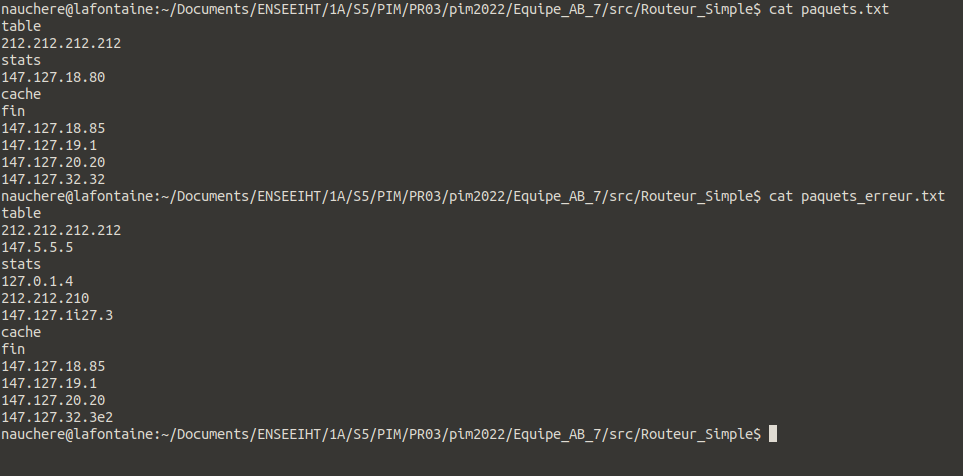 nauchere@lafontaine:~/Documents/ENSEEIHT/1A/S5/PIM/PR03/pim2022/Equipe_AB_7/src/Routeur_Simple$ cat paquets.txt
table
212.212.212.212
stats
147.127.18.80
cache
fin
147.127.18.85
147.127.19.1
147.127.20.20
147.127.32.32
nauchere@lafontaine:~/Documents/ENSEEIHT/1A/S5/PIM/PR03/pim2022/Equipe_AB_7/src/Routeur_Simple$ cat paquets_erreur.txt
table
212.212.212.212
147.5.5.5
stats
127.0.1.4
212.212.210
147.127.1i27.3
cache
fin
147.127.18.85
147.127.19.1
147.127.20.20
147.127.32.3e2
nauchere@lafontaine:~/Documents/ENSEEIHT/1A/S5/PIM/PR03/pim2022/Equipe_AB_7/src/Routeur_Simple$